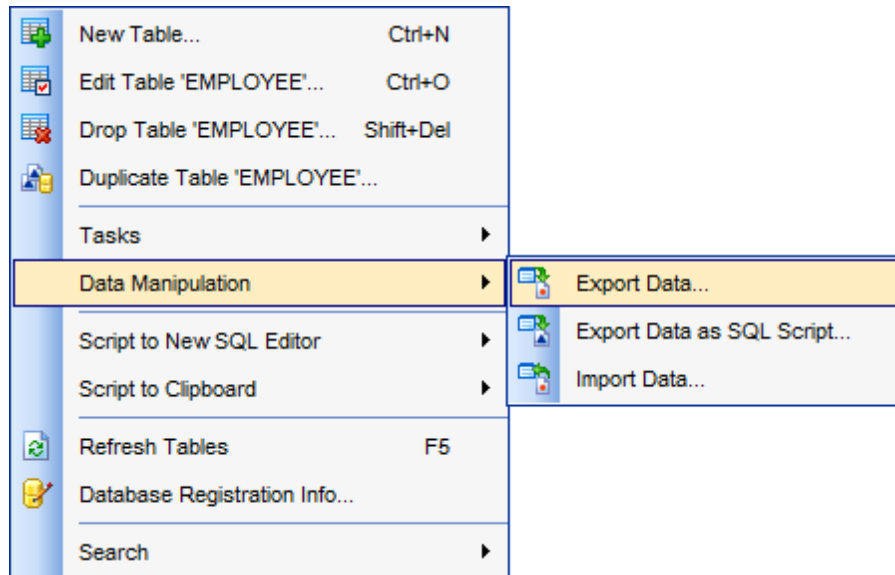 New Table... Ctrl+N
Edit Table 'EMPLOYEE'... Ctrl+O
Drop Table 'EMPLOYEE'... Shift+Del
Duplicate Table 'EMPLOYEE'...
Tasks
Data Manipulation
Export Data...
Export Data as SQL Script...
Import Data...
Script to New SQL Editor
Script to Clipboard
Refresh Tables F5
Database Registration Info...
Search